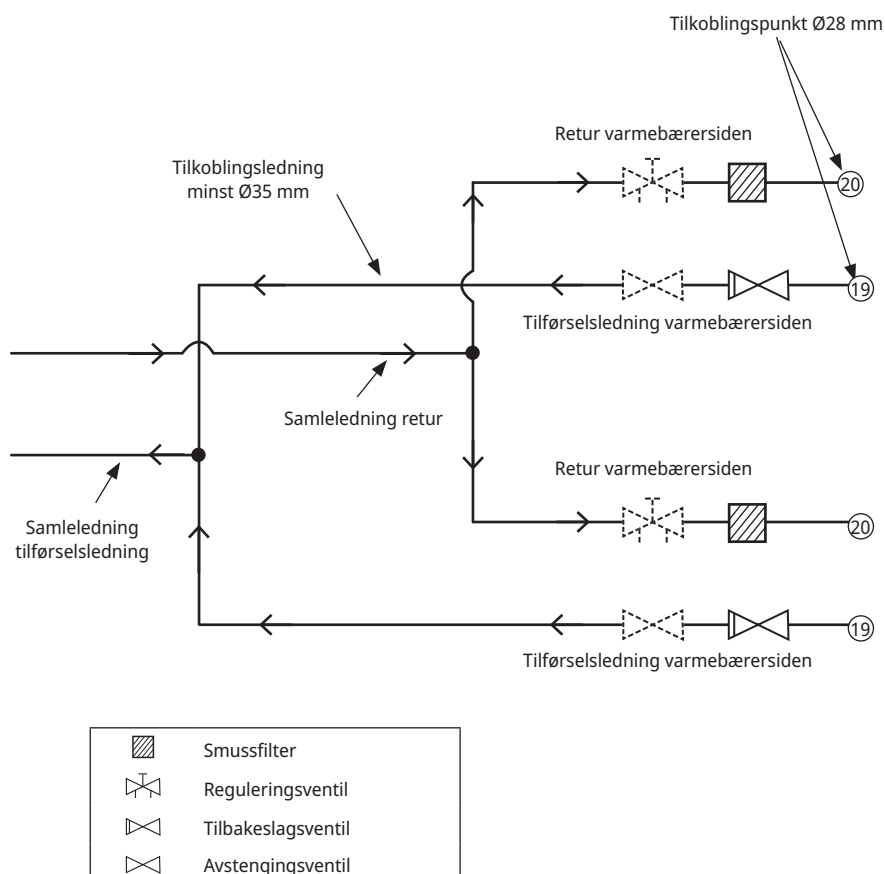 Tilkoblingspunkt Ø28 mm
Retur varmebærersiden
Tilkoblingsledning
minst Ø35 mm
20
19
Tilførselsledning varmebærersiden
Samleledning retur
Retur varmebærersiden
Samleledning
tilførselsledning
20
19
Tilførselsledning varmebærersiden
Smussfilter
Reguleringsventil
Tilbakeslagsventil
Avstengingsventil